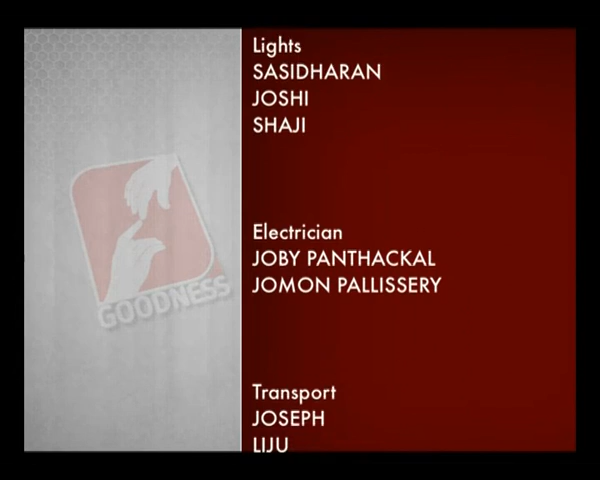 Lights
SASIDHARAN
JOSHI
SHAJI
Electrician
JOBY PANTHACKAL
JOMON PALLISSERY
Transport
JOSEPH
LIJU
GOODNESS